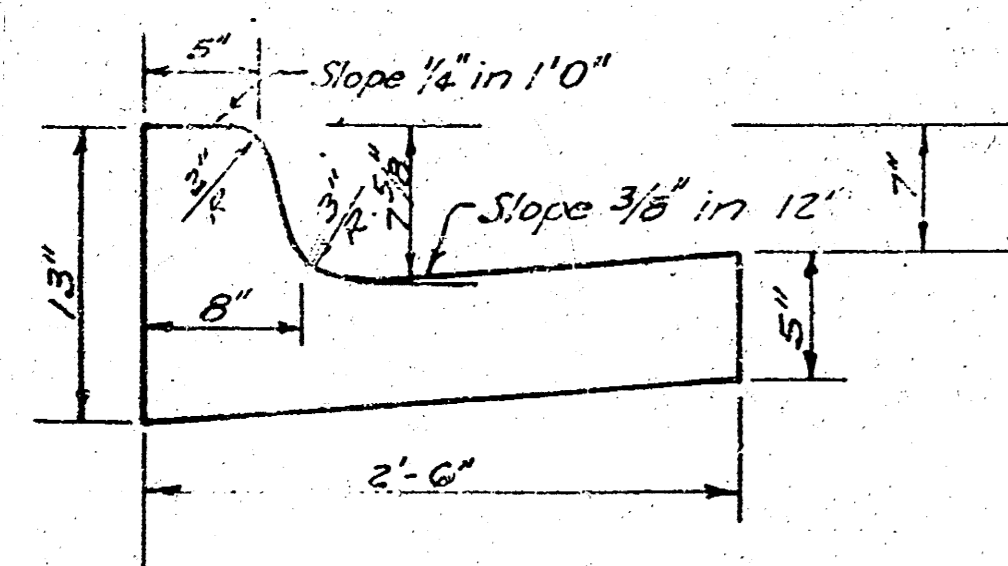 5"
Slope 1/4" in 1'0"
3"
R
3"
R.
7 5/8"
7"
Slope 3/8" in 12'
13"
8"
5"
2'-6"